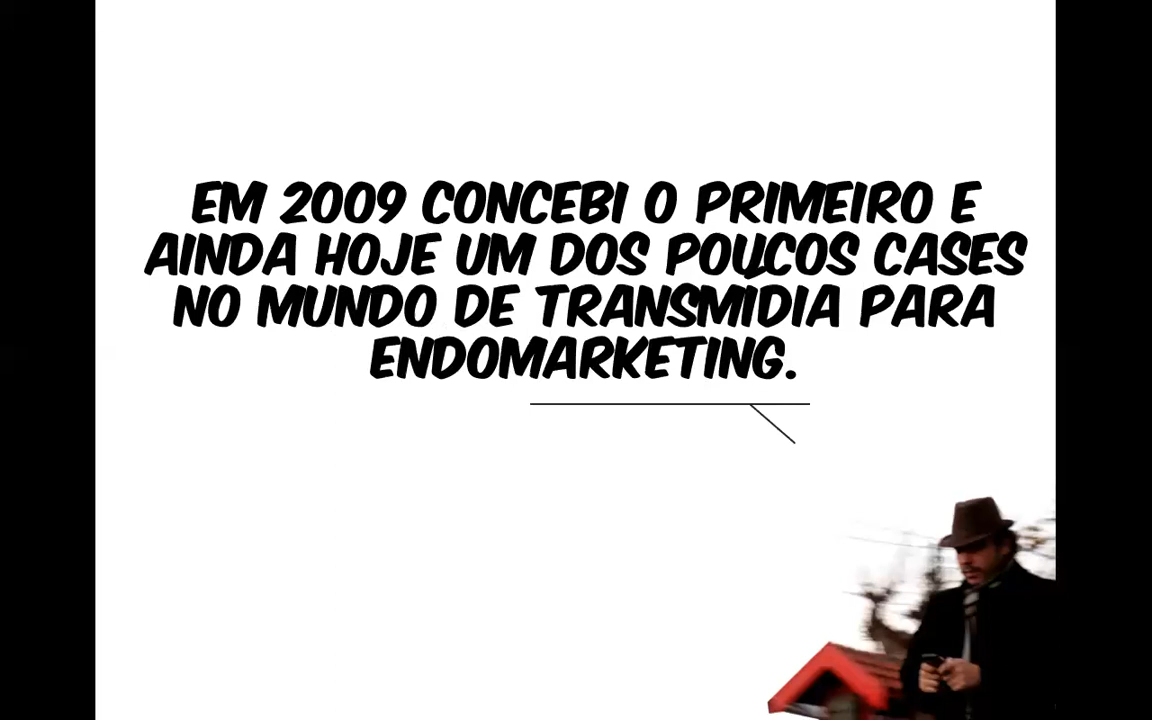 EM 2009 CONCEBI O PRIMEIRO E
AINDA HOJE UM DOS POUCOS CASES
NO MUNDO DE TRANSMÍDIA PARA
ENDOMARKETING.